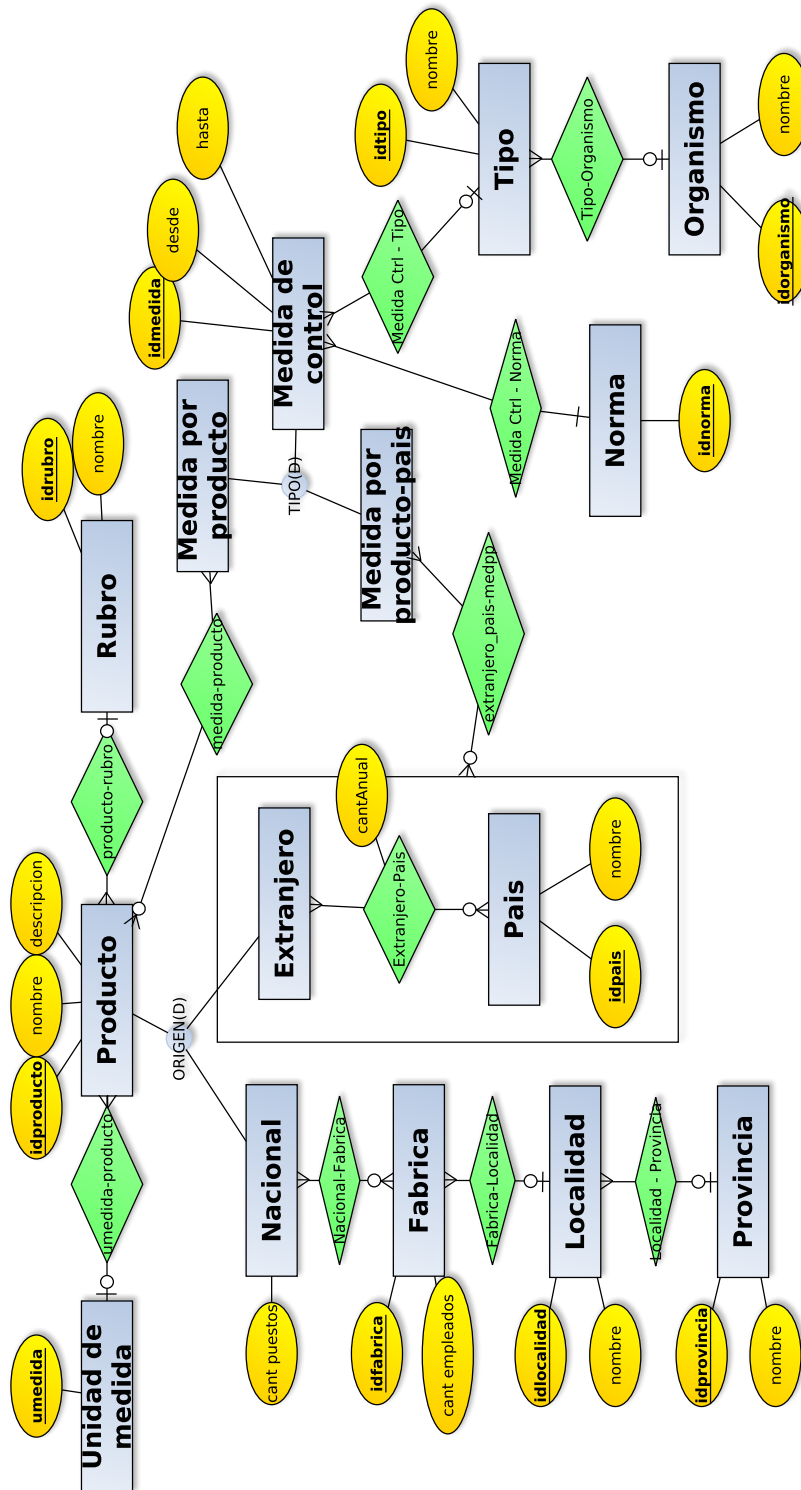 umedida
Unidad de
medida
umedida-producto
idproducto
nombre
descripcion
Producto
producto-rubro
Rubro
idrubro
nombre
medida-producto
Medida por
producto
TIPO(D)
Medida por
producto-pais
extranjero_pais-medpp
Medida de
control
idmedida
desde
hasta
Medida Ctrl - Tipo
Tipo
idtipo
nombre
Tipo-Organismo
Organismo
idorganismo
nombre
Medida Ctrl - Norma
Norma
idnorma
ORIGEN(D)
Extranjero
cantAnual
Extranjero-Pais
Pais
idpais
nombre
Nacional
cant puestos
Nacional-Fabrica
Fabrica
idfabrica
cant empleados
Fabrica-Localidad
Localidad
idlocalidad
nombre
Localidad - Provincia
Provincia
idprovincia
nombre